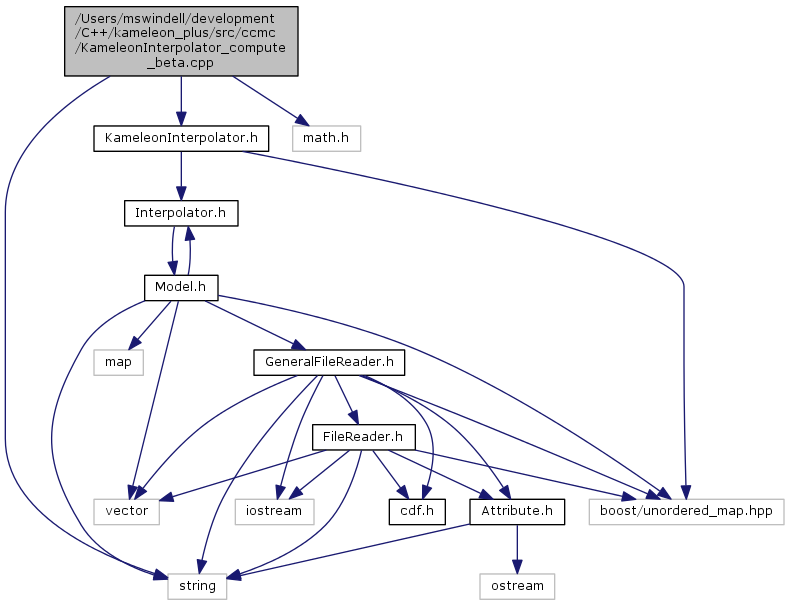 /Users/mswindell/development
/C++/kameleon_plus/src/ccmc
/KameleonInterpolator_compute
_beta.cpp
KameleonInterpolator.h
math.h
Interpolator.h
Model.h
map
GeneralFileReader.h
FileReader.h
vector
iostream
cdf.h
Attribute.h
boost/unordered_map.hpp
string
ostream